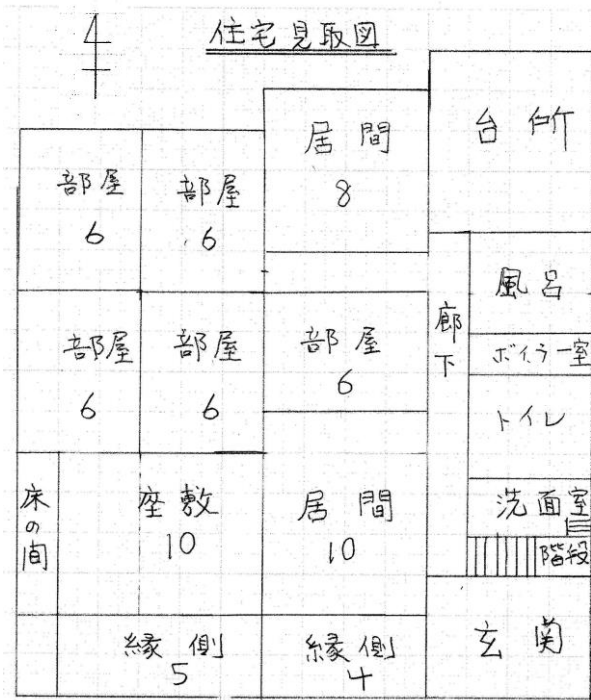 住宅見取図
台所
居間
8
部屋
6
部屋
6
風呂
廊下
ボイラー室
部屋
6
部屋
6
部屋
6
トイレ
床の間
座敷
10
居間
10
洗面室
階段
縁側
5
縁側
4
玄関